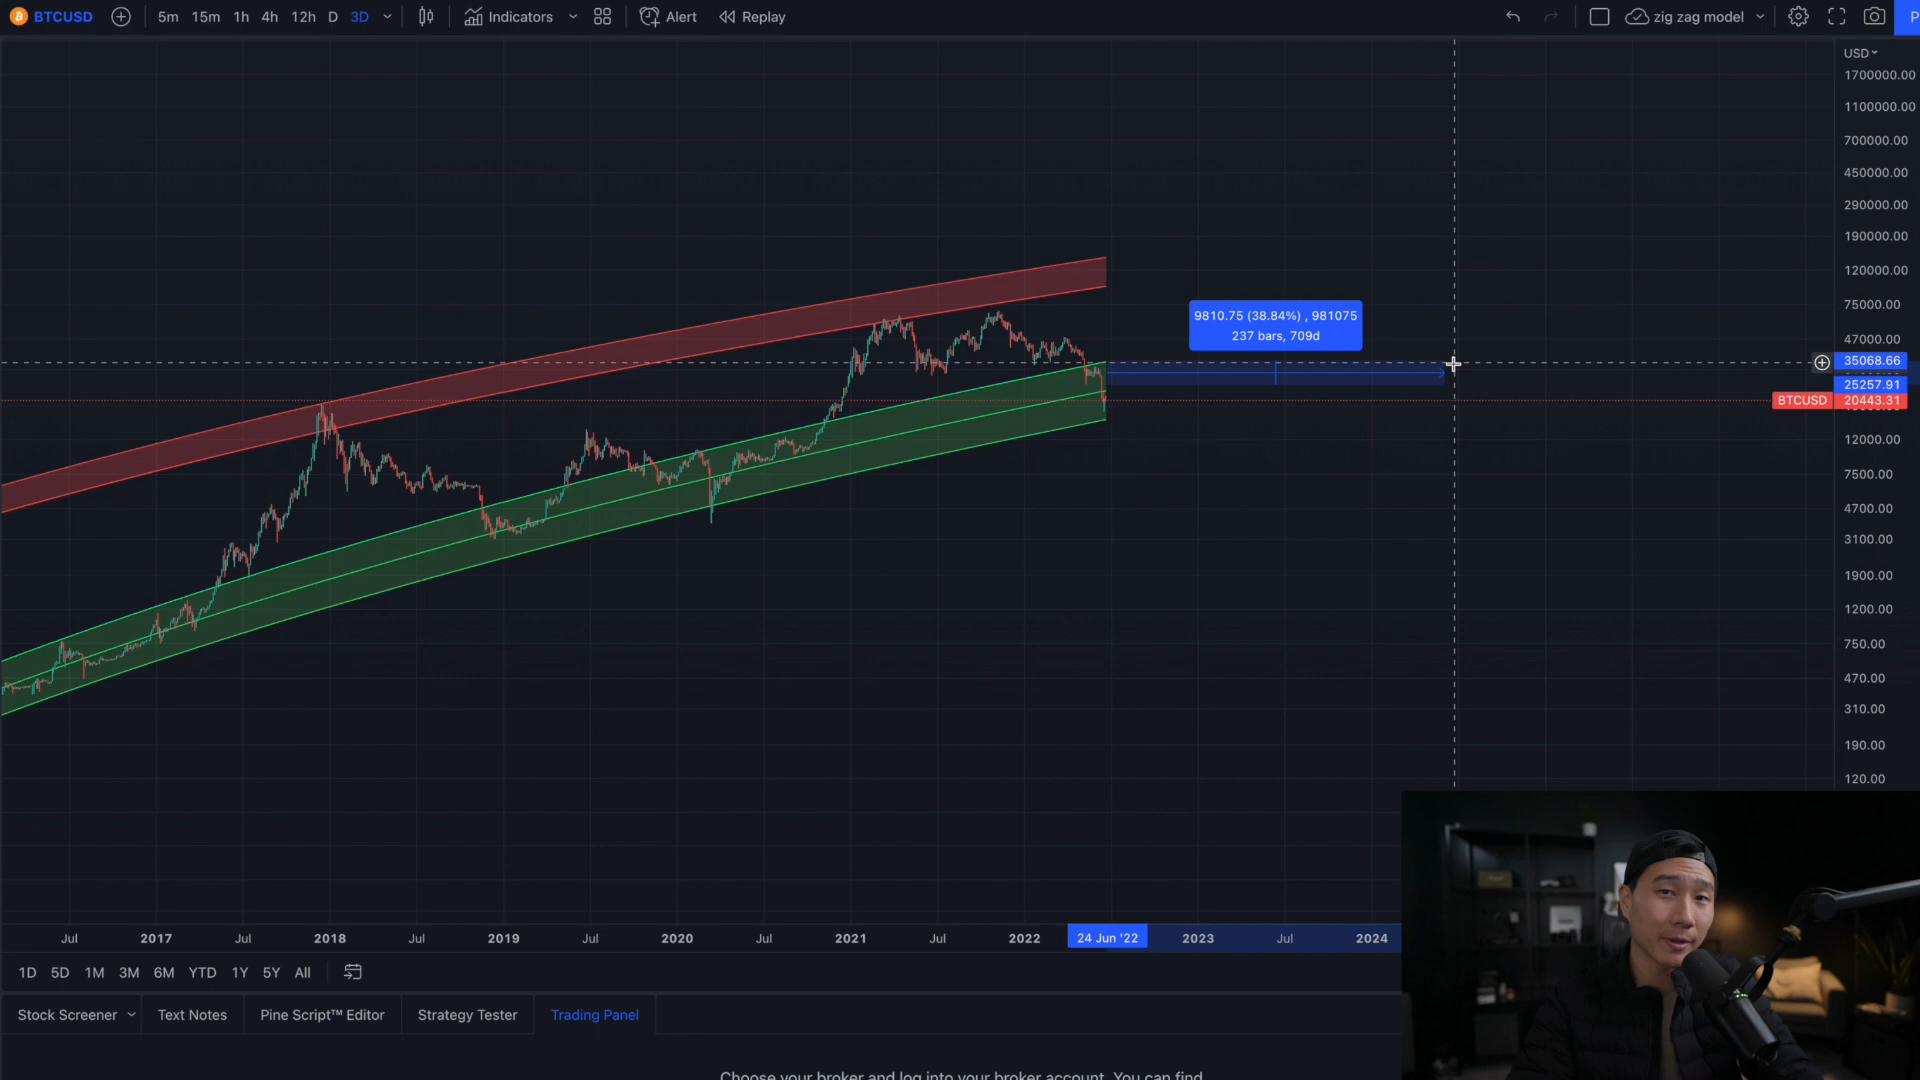 BTCUSD 5m 15m 1h 4h 12h D 3D Indicators Alert Replay zig zag model P
USD
1700000.00
1100000.00
700000.00
450000.00
290000.00
190000.00
120000.00
75000.00
9810.75 (38.84%) , 981075
237 bars, 709d
47000.00
35068.66
25257.91
BTCUSD 20443.31
12000.00
7500.00
4700.00
3100.00
1900.00
1200.00
750.00
470.00
310.00
190.00
120.00
Jul 2017 Jul 2018 Jul 2019 Jul 2020 Jul 2021 Jul 2022 24 Jun '22 2023 Jul 2024
1D 5D 1M 3M 6M YTD 1Y 5Y All
Stock Screener Text Notes Pine Script™ Editor Strategy Tester Trading Panel
Choose your broker and log into your broker account. You can find